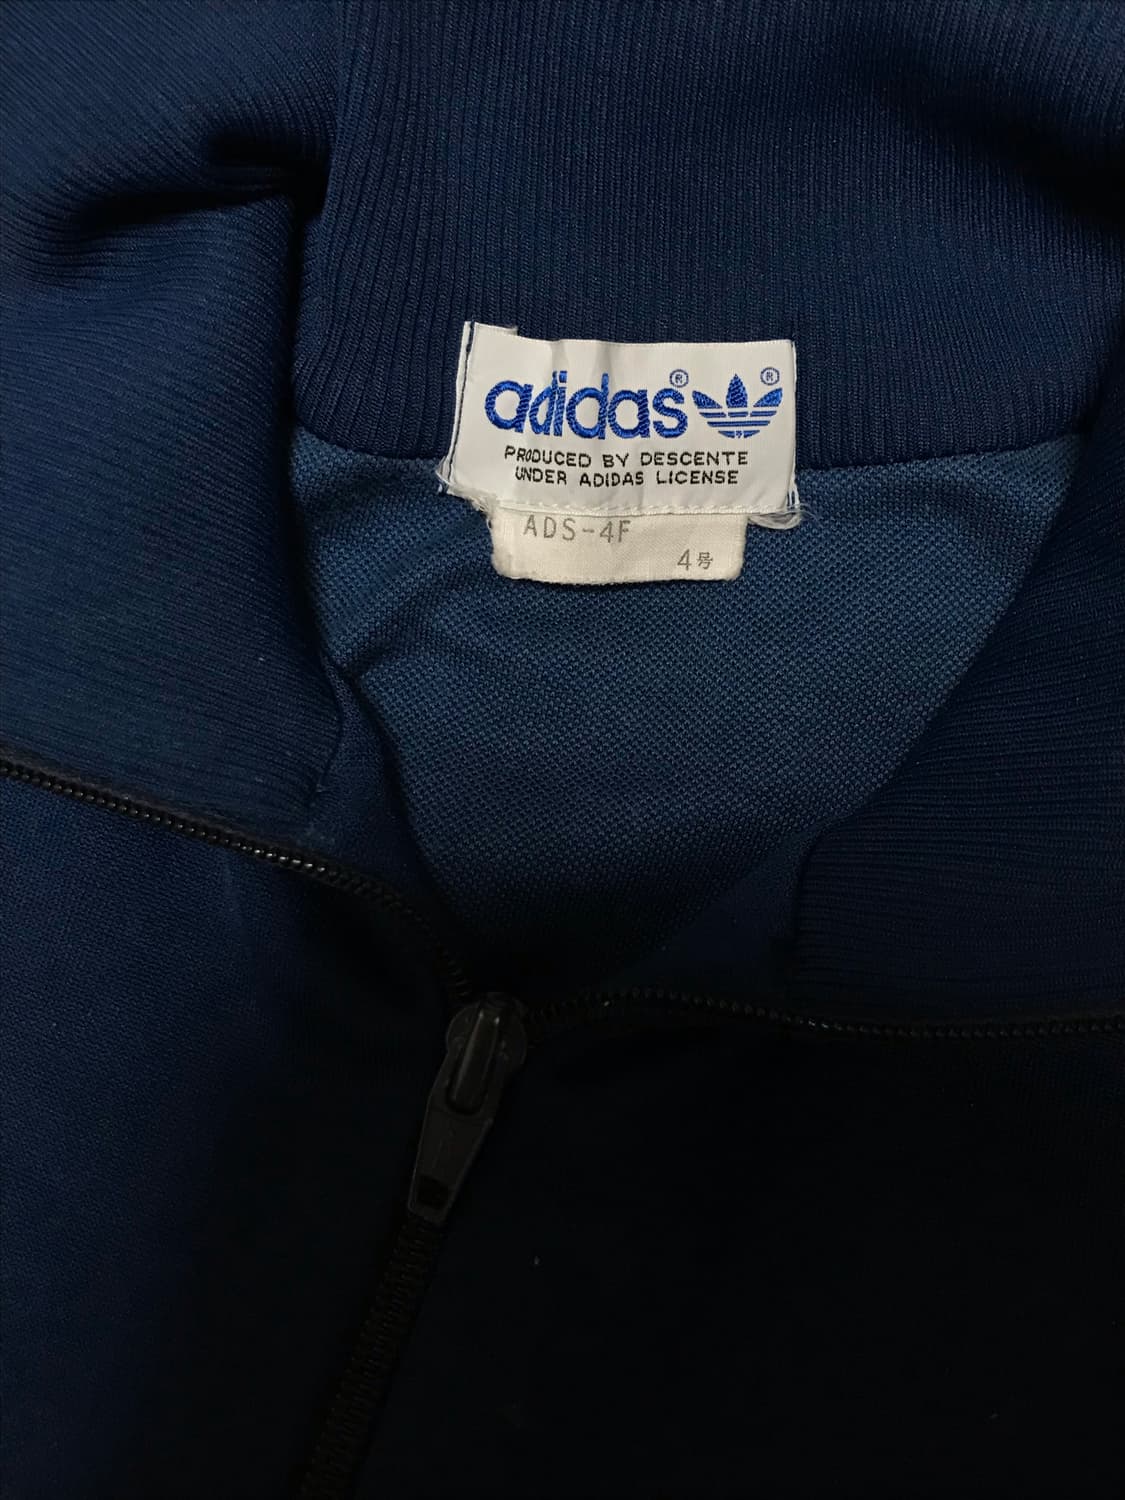 adidas® ®
PRODUCED BY DESCENTE
UNDER ADIDAS LICENSE
ADS-4F
4号